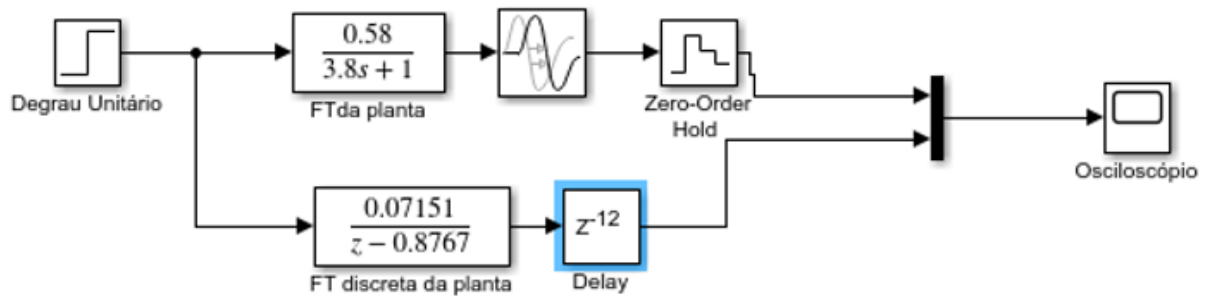 Degrau Unitário
0.58
3.8s + 1
FTda planta
Zero-Order
Hold
Osciloscópio
0.07151
z − 0.8767
FT discreta da planta
Z-12
Delay